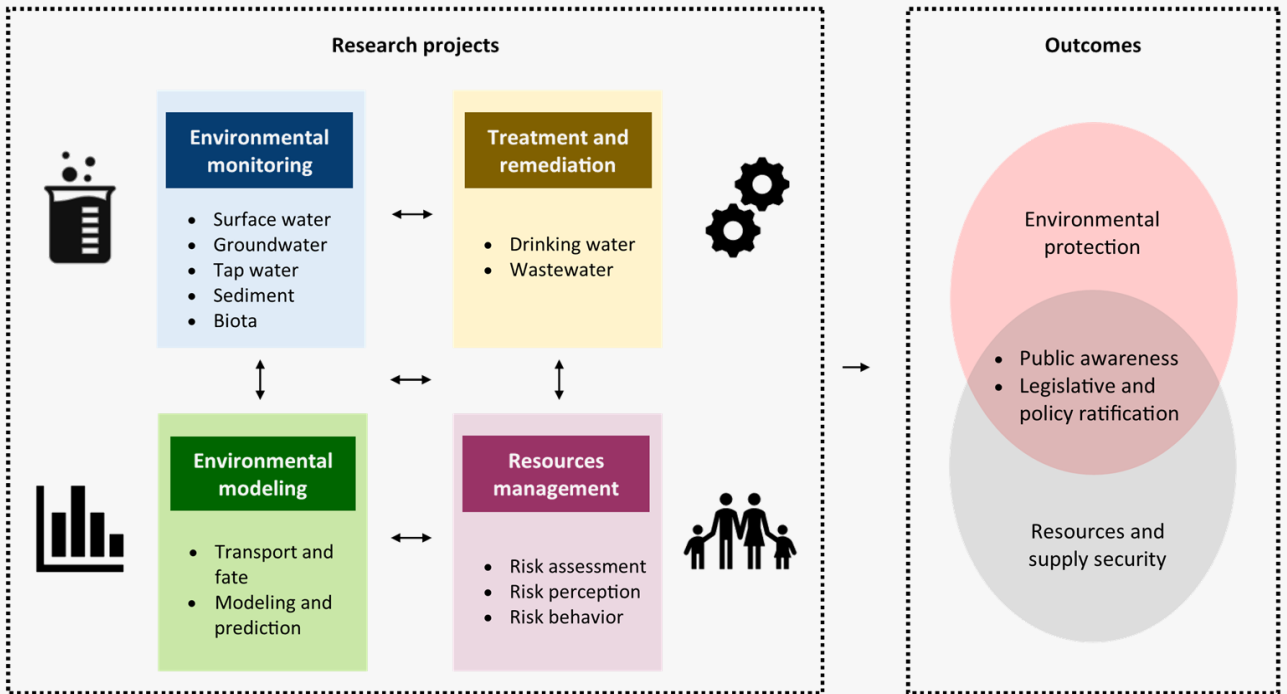 Research projects
Environmental
monitoring
• Surface water
• Groundwater
• Tap water
• Sediment
• Biota
Treatment and
remediation
• Drinking water
• Wastewater
Environmental
modeling
• Transport and
fate
• Modeling and
prediction
Resources
management
• Risk assessment
• Risk perception
• Risk behavior
Outcomes
Environmental
protection
• Public awareness
• Legislative and
policy ratification
Resources and
supply security